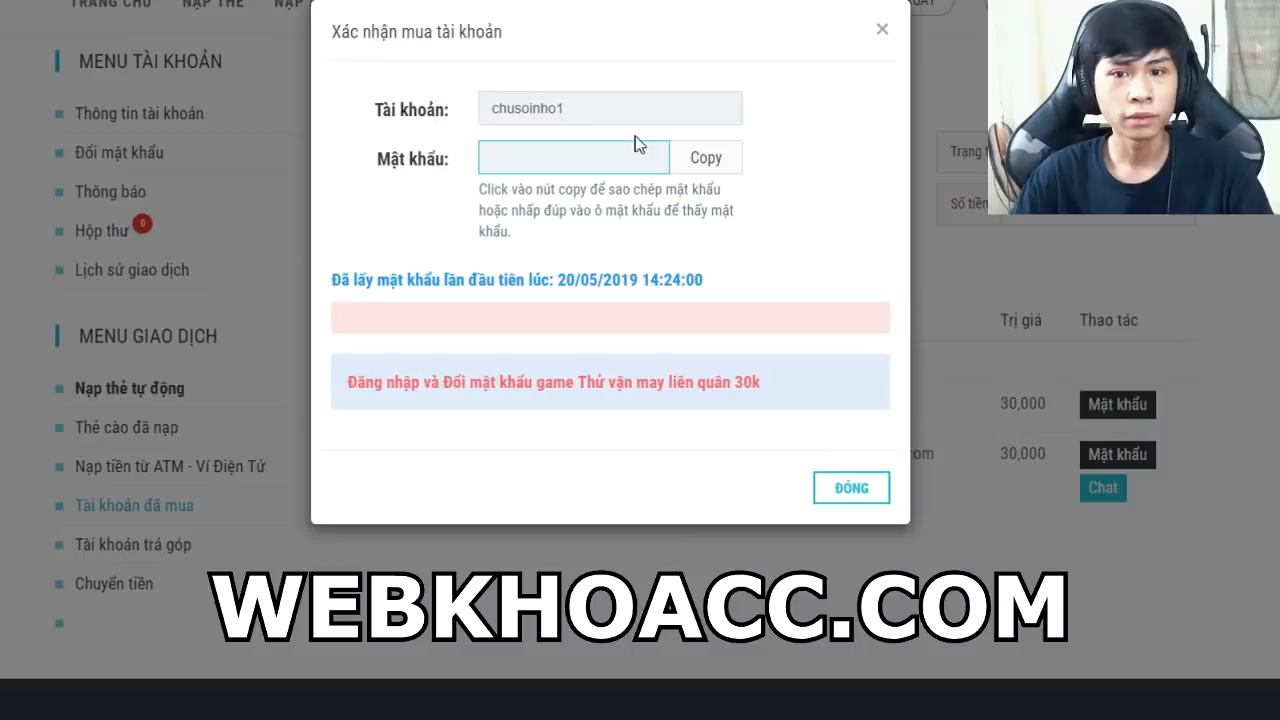 TRANG CHỦ NẠP THẺ NẠP
Xác nhận mua tài khoản
×
MENU TÀI KHOẢN
Thông tin tài khoản
Đổi mật khẩu
Thông báo
Hộp thư 0
Lịch sử giao dịch
MENU GIAO DỊCH
Nạp thẻ tự động
Thẻ cào đã nạp
Nạp tiền từ ATM - Ví Điện Tử
Tài khoản đã mua
Tài khoản trả góp
Chuyển tiền
Tài khoản: chusoinho1
Mật khẩu: Copy
Click vào nút copy để sao chép mật khẩu
hoặc nhấp đúp vào ô mật khẩu để thấy mật
khẩu.
Đã lấy mật khẩu lần đầu tiên lúc: 20/05/2019 14:24:00
Đăng nhập và Đổi mật khẩu game Thử vận may liên quân 30k
ĐÓNG
Trạng
Số tiền
Trị giá Thao tác
30,000 Mật khẩu
com 30,000 Mật khẩu
Chat
WEBKHOACC.COM